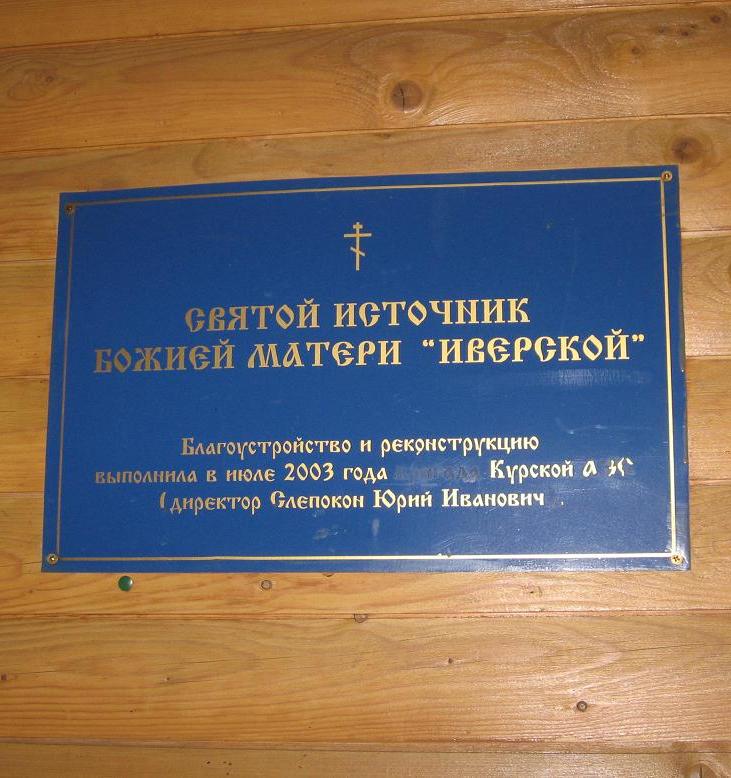 СВЯТОЙ ИСТОЧНИК
БОЖИЕЙ МАТЕРИ "ИВЕРСКОЙ"
Благоустройство и реконструкцию
выполнила в июле 2003 года Курской
(директор Слепокон Юрий Иванович